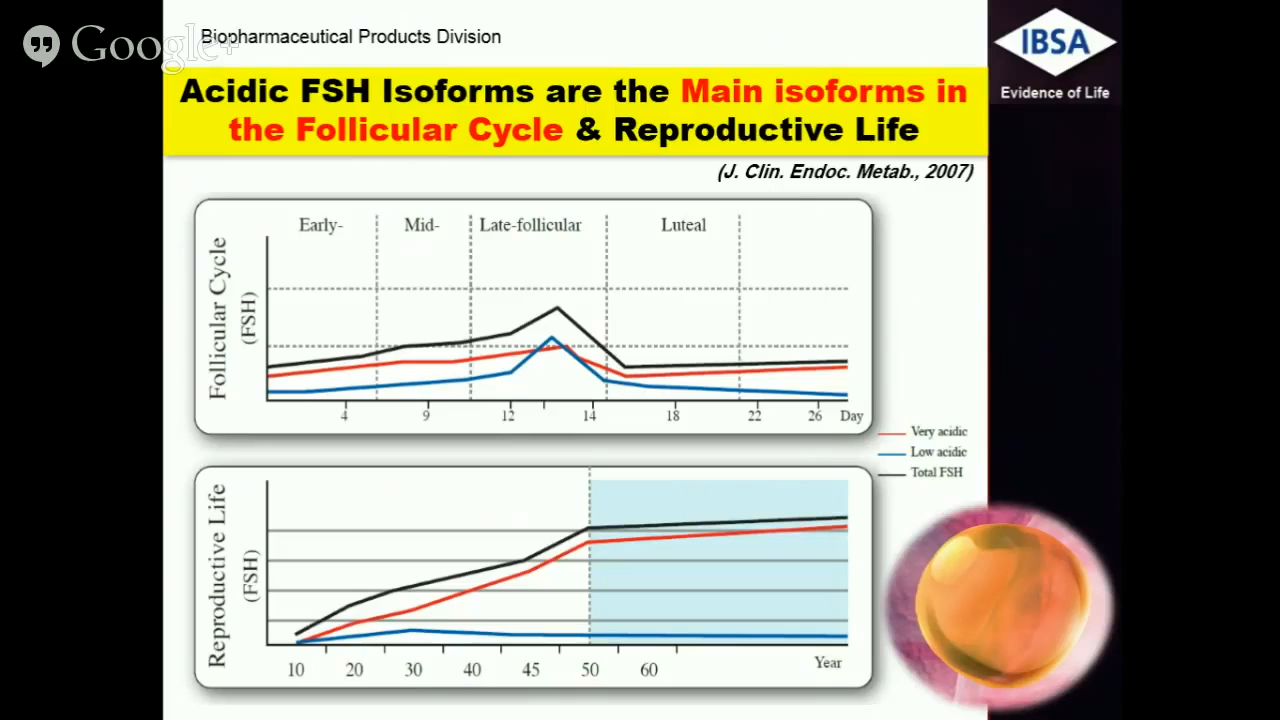 Google+
Biopharmaceutical Products Division
IBSA
Evidence of Life
Acidic FSH Isoforms are the Main isoforms in
the Follicular Cycle & Reproductive Life
(J. Clin. Endoc. Metab., 2007)
Follicular Cycle
(FSH)
Early- Mid- Late-follicular Luteal
4 9 12 14 18 22 26 Day
Very acidic
Low acidic
Total FSH
Reproductive Life
(FSH)
10 20 30 40 45 50 60 Year